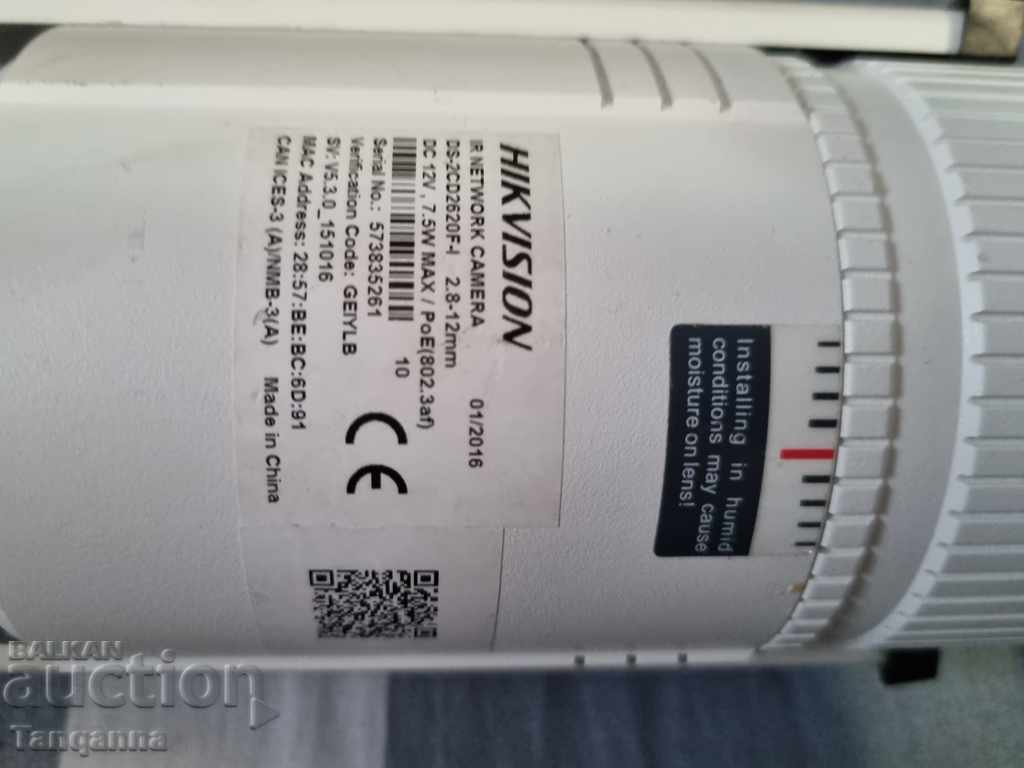 HIKVISION
IR NETWORK CAMERA 01/2016
DS-2CD2620F-I 2.8-12mm
DC 12V , 7.5W MAX / PoE(802.3af)
10
Serial No.: 573835261
Verification Code: GEIYLB
SV: V5.3.0_151016
MAC Address: 28:57:BE:BC:6D:91
CAN ICES-3 (A)/NMB-3(A) Made in China
CE
Installing in humid
conditions may cause
moisture on lens!
BALKAN
auction
Tanganna